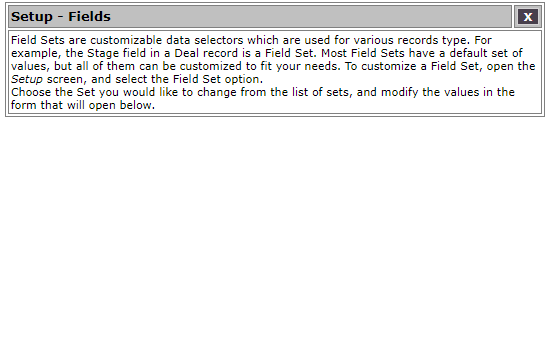 Setup - Fields
X
Field Sets are customizable data selectors which are used for various records type. For
example, the Stage field in a Deal record is a Field Set. Most Field Sets have a default set of
values, but all of them can be customized to fit your needs. To customize a Field Set, open the
Setup screen, and select the Field Set option.
Choose the Set you would like to change from the list of sets, and modify the values in the
form that will open below.